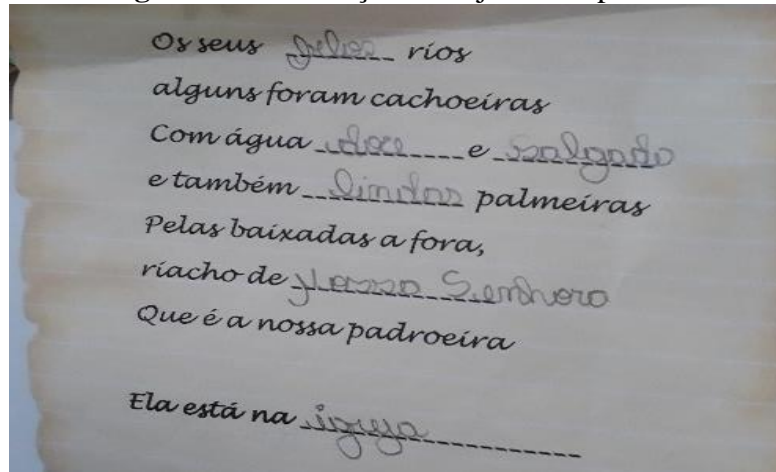 Os seus rios
alguns foram cachoeiras
Com água doce e salgado
e também lindas palmeiras
Pelas baixadas a fora,
riacho de Nossa Senhora
Que é a nossa padroeira
Ela está na igreja